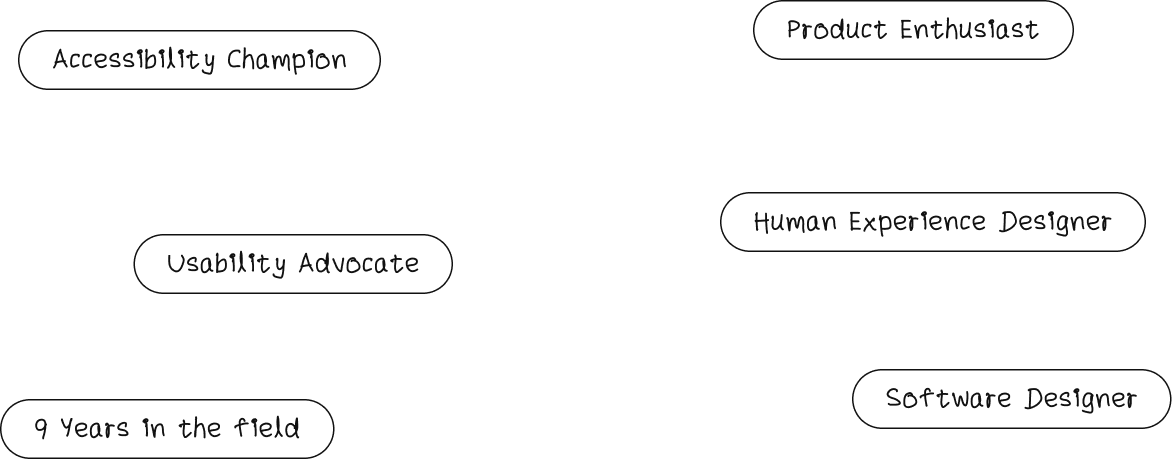 Accessibility Champion
Product Enthusiast
Usability Advocate
Human Experience Designer
9 Years in the field
Software Designer